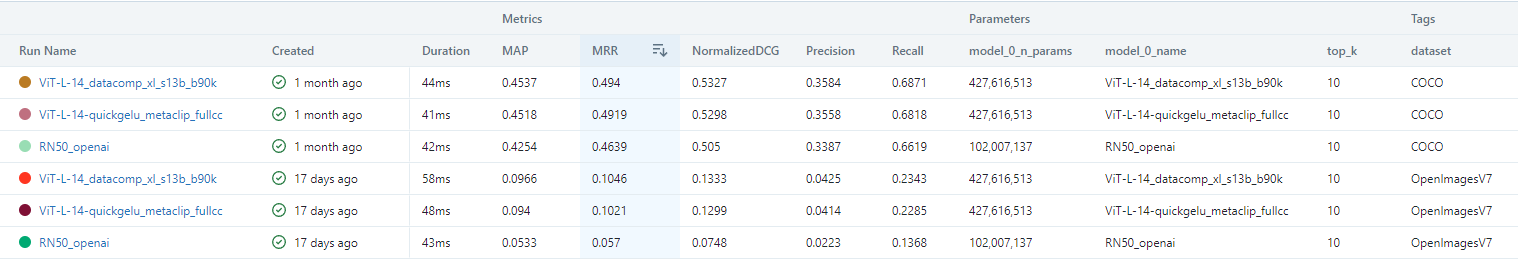 Metrics Parameters Tags
Run Name Created Duration MAP MRR NormalizedDCG Precision Recall model_0_n_params model_0_name top_k dataset
ViT-L-14_datacomp_xl_s13b_b90k 1 month ago 44ms 0.4537 0.494 0.5327 0.3584 0.6871 427,616,513 ViT-L-14_datacomp_xl_s13b_b90k 10 COCO
ViT-L-14-quickgelu_metaclip_fullcc 1 month ago 41ms 0.4518 0.4919 0.5298 0.3558 0.6818 427,616,513 ViT-L-14-quickgelu_metaclip_fullcc 10 COCO
RN50_openai 1 month ago 42ms 0.4254 0.4639 0.505 0.3387 0.6619 102,007,137 RN50_openai 10 COCO
ViT-L-14_datacomp_xl_s13b_b90k 17 days ago 58ms 0.0966 0.1046 0.1333 0.0425 0.2343 427,616,513 ViT-L-14_datacomp_xl_s13b_b90k 10 OpenImagesV7
ViT-L-14-quickgelu_metaclip_fullcc 17 days ago 48ms 0.094 0.1021 0.1299 0.0414 0.2285 427,616,513 ViT-L-14-quickgelu_metaclip_fullcc 10 OpenImagesV7
RN50_openai 17 days ago 43ms 0.0533 0.057 0.0748 0.0223 0.1368 102,007,137 RN50_openai 10 OpenImagesV7